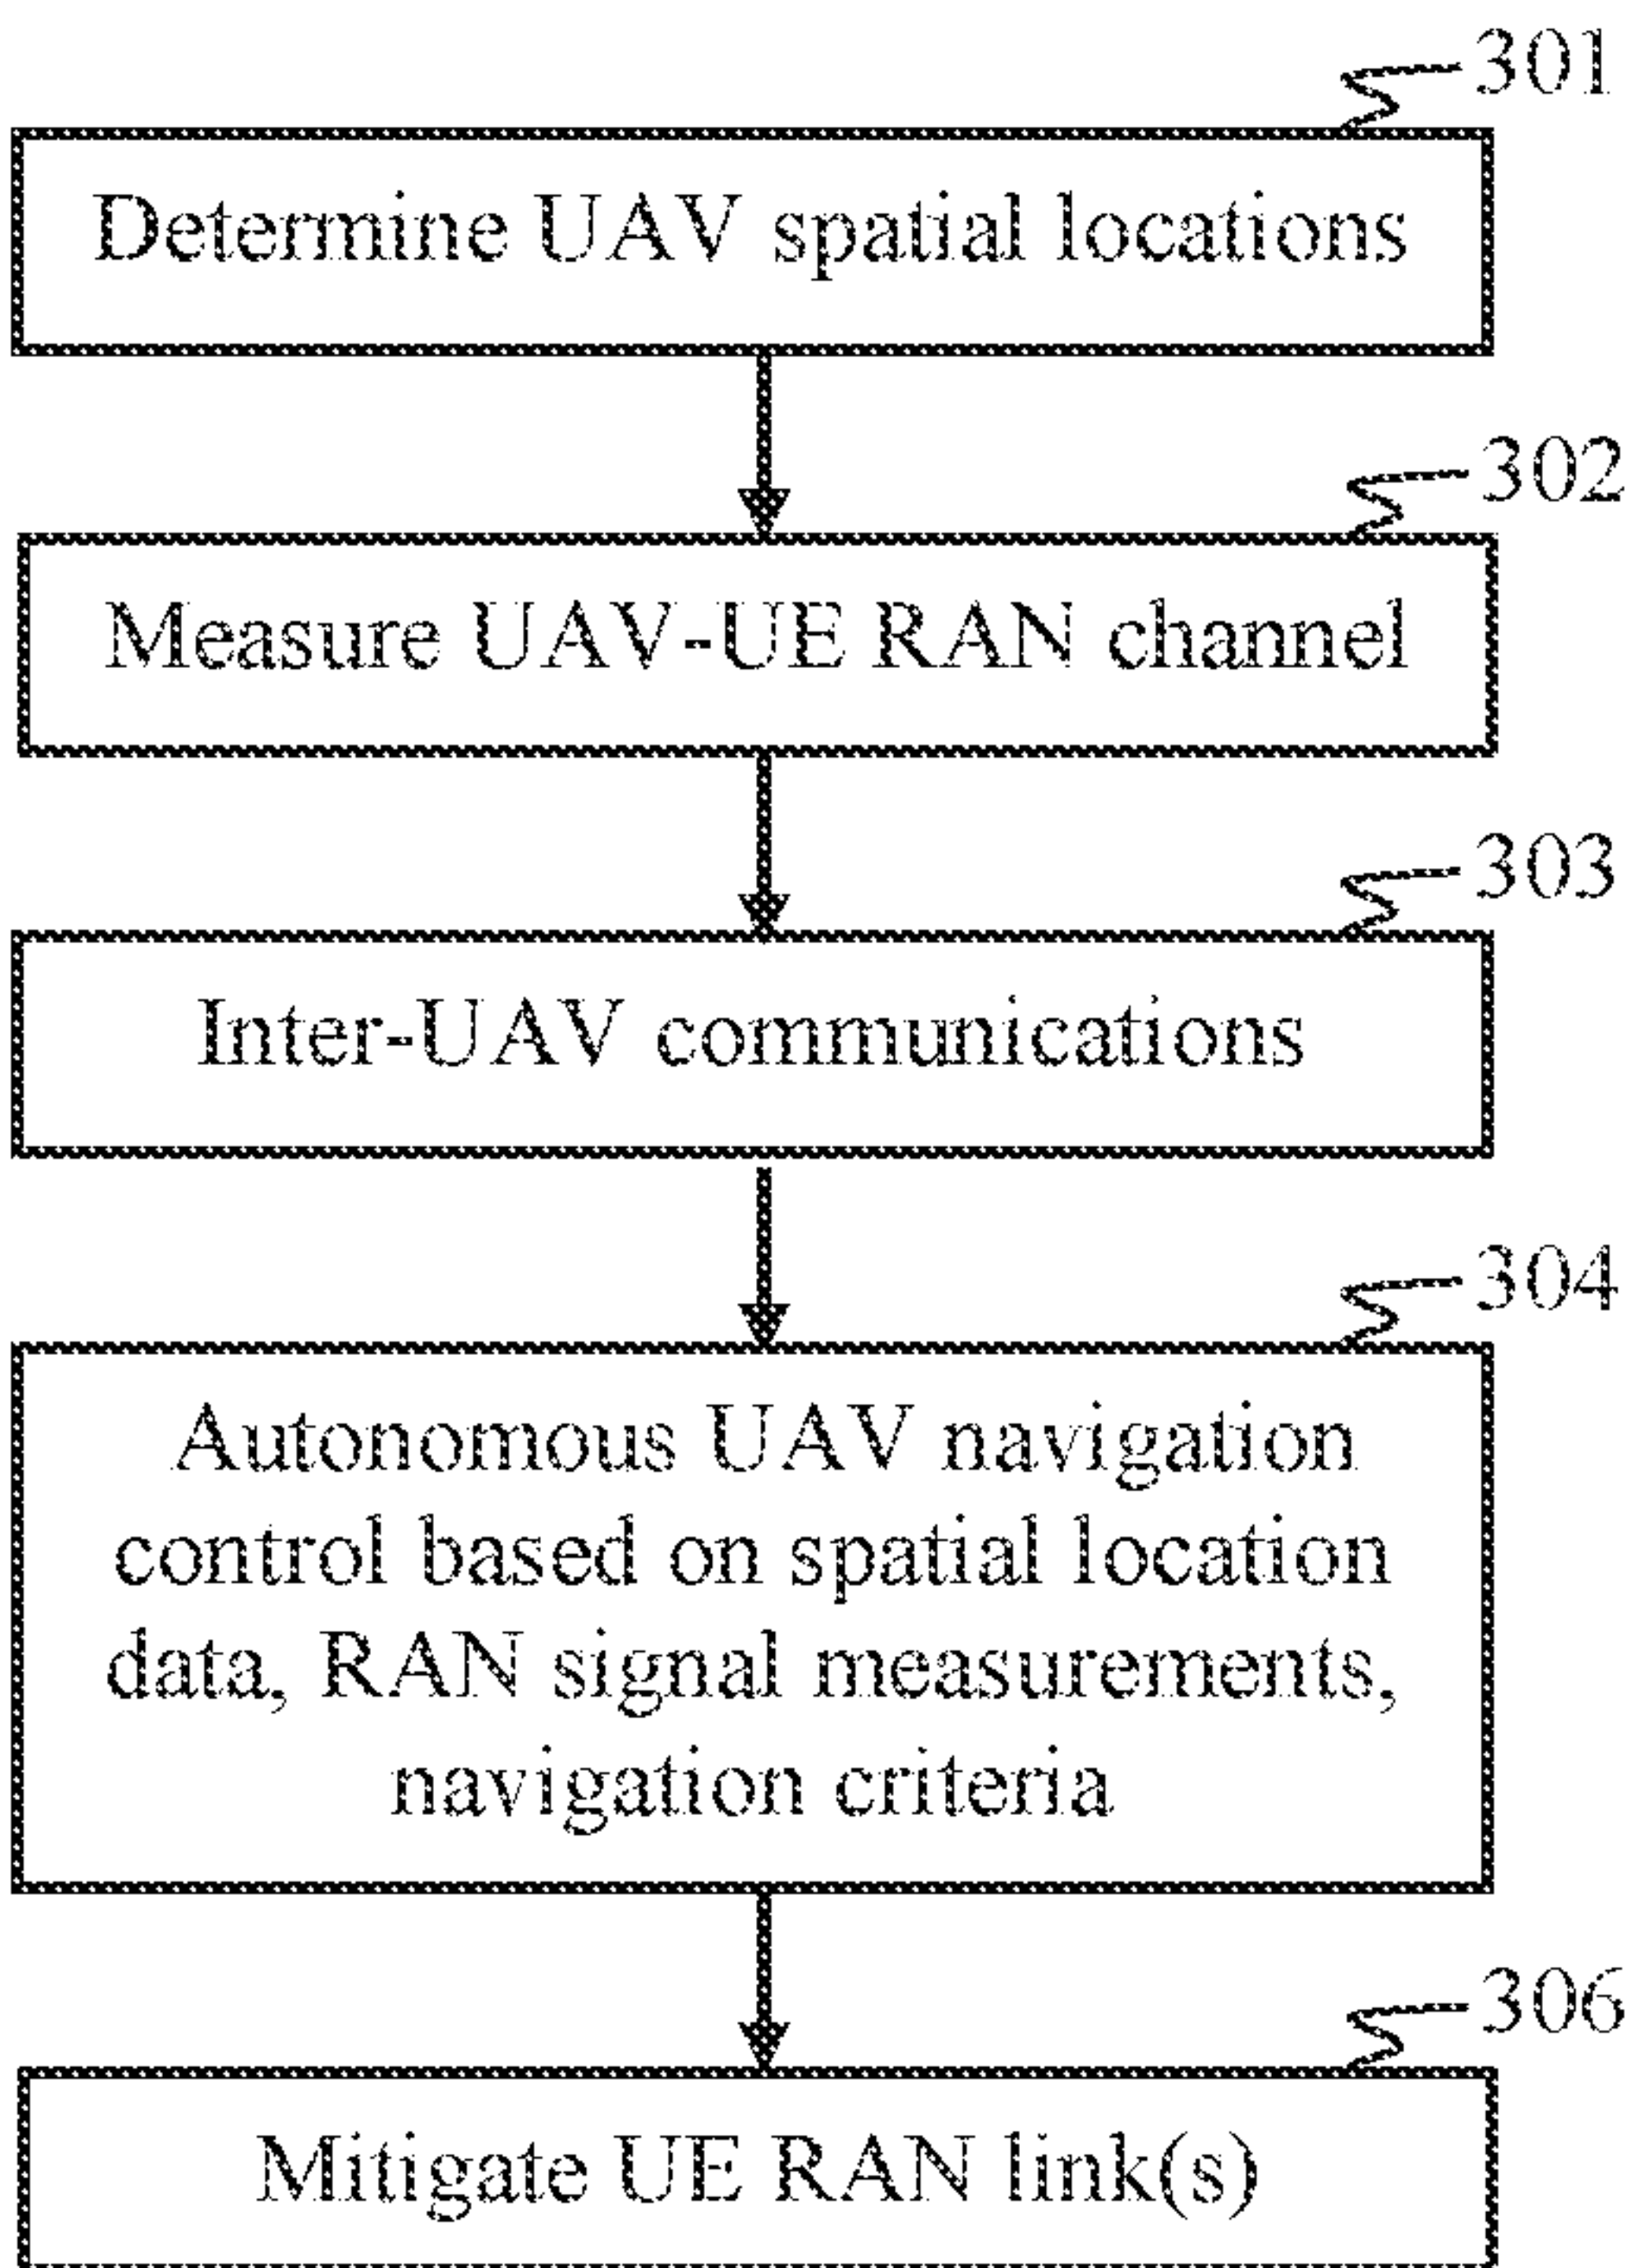 301
Determine UAV spatial locations
302
Measure UAV-UE RAN channel
303
Inter-UAV communications
304
Autonomous UAV navigation
control based on spatial location
data, RAN signal measurements,
navigation criteria
306
Mitigate UE RAN link(s)